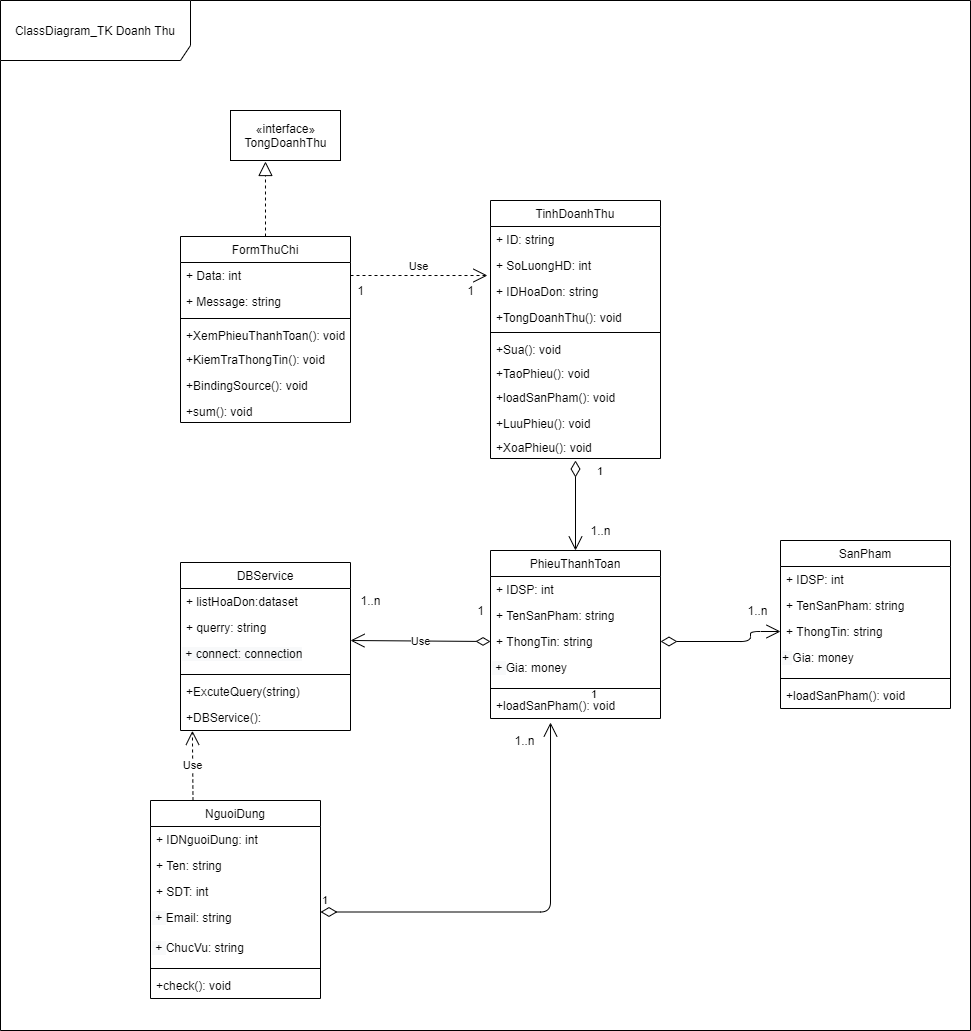 ClassDiagram_TK Doanh Thu
«interface»
TongDoanhThu
FormThuChi
+ Data: int
+ Message: string
+XemPhieuThanhToan(): void
+KiemTraThongTin(): void
+BindingSource(): void
+sum(): void
Use
1
1
TinhDoanhThu
+ ID: string
+ SoLuongHD: int
+ IDHoaDon: string
+TongDoanhThu(): void
+Sua(): void
+TaoPhieu(): void
+loadSanPham(): void
+LuuPhieu(): void
+XoaPhieu(): void
1
1..n
DBService
+ listHoaDon:dataset
+ querry: string
+ connect: connection
+ExcuteQuery(string)
+DBService():
1..n
Use
1
PhieuThanhToan
+ IDSP: int
+ TenSanPham: string
+ ThongTin: string
+ Gia: money
1
+loadSanPham(): void
1..n
SanPham
+ IDSP: int
+ TenSanPham: string
+ ThongTin: string
+ Gia: money
+loadSanPham(): void
1..n
Use
NguoiDung
+ IDNguoiDung: int
+ Ten: string
+ SDT: int
+ Email: string
+ ChucVu: string
+check(): void
1